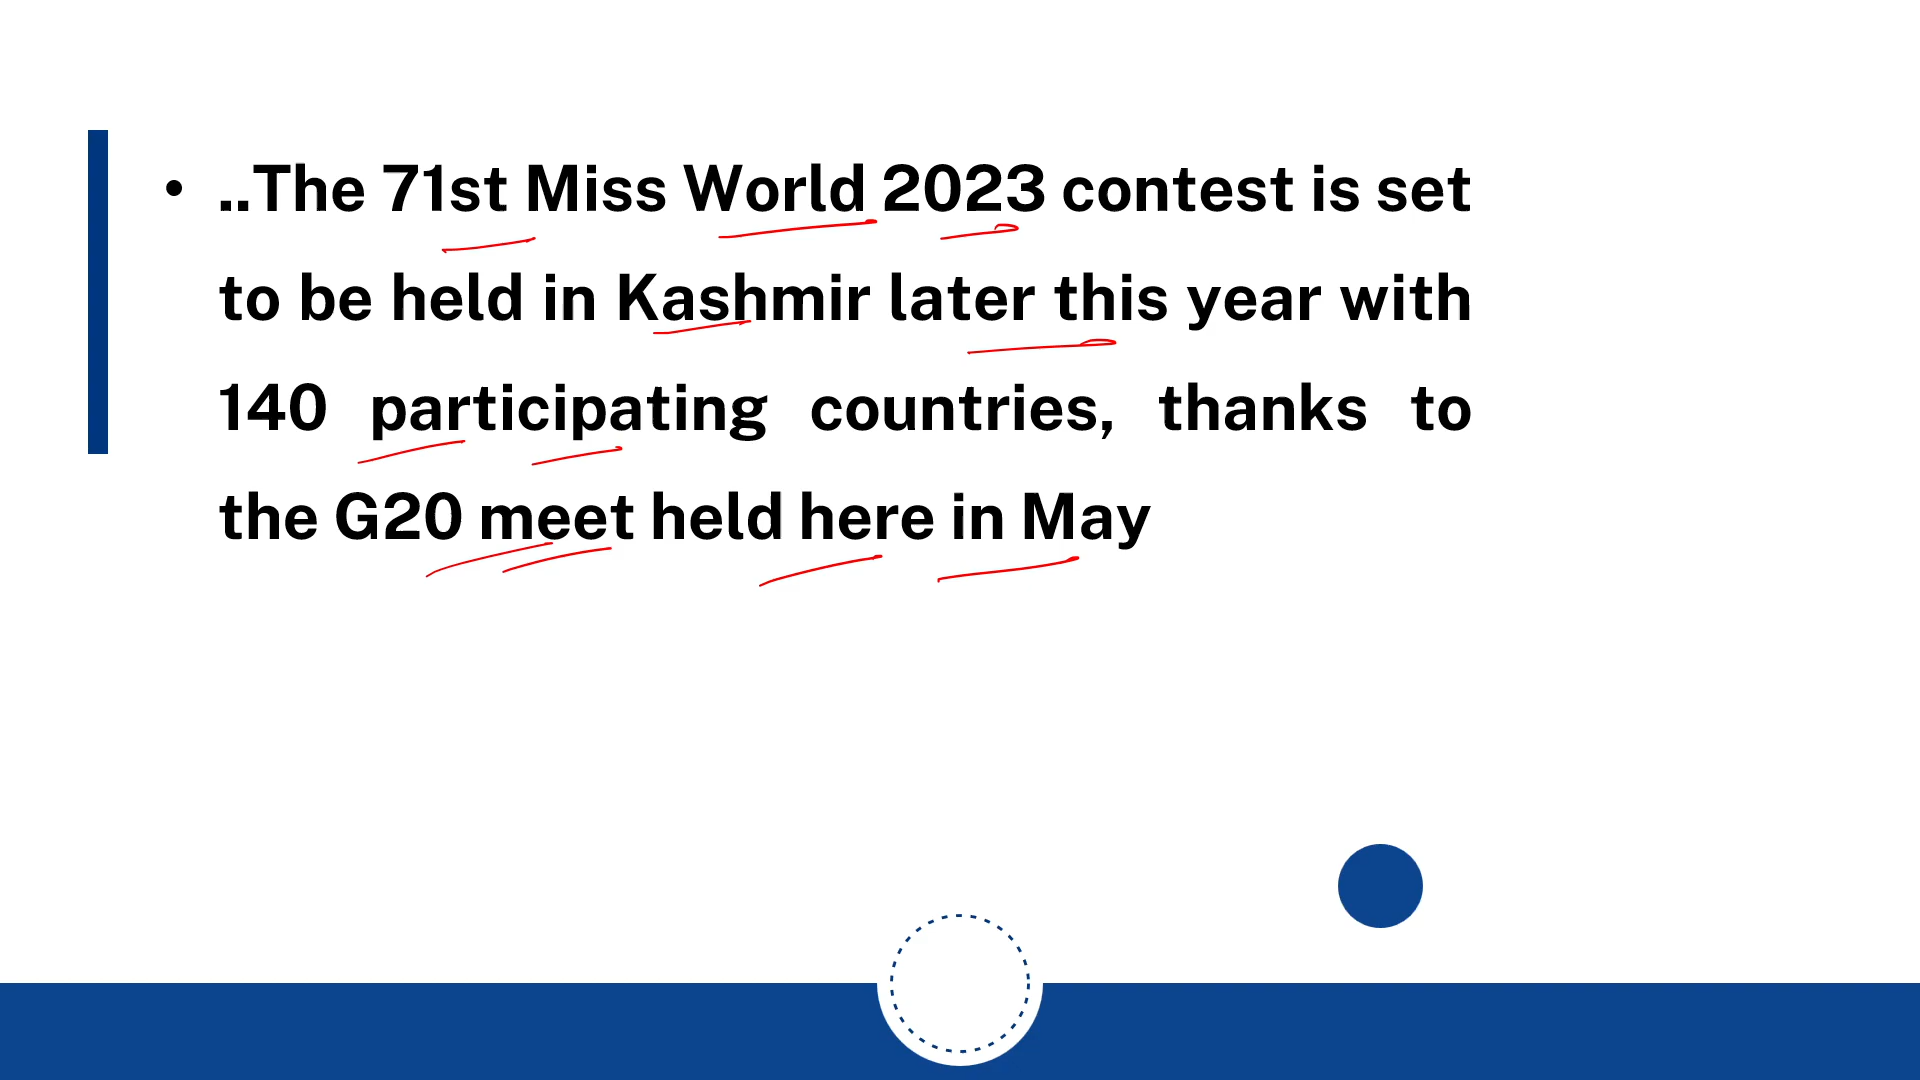 • ..The 71st Miss World 2023 contest is set
to be held in Kashmir later this year with
140 participating countries, thanks to
the G20 meet held here in May